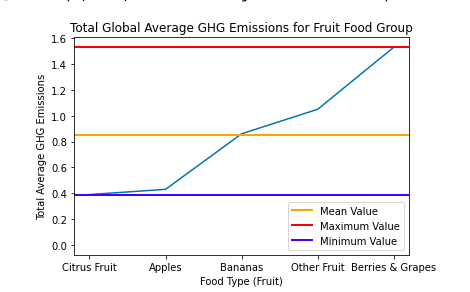 Total Global Average GHG Emissions for Fruit Food Group
1.6
1.4
1.2
1.0
0.8
0.6
0.4
0.2
0.0
Total Average GHG Emissions
Mean Value
Maximum Value
Minimum Value
Citrus Fruit Apples Bananas Other Fruit Berries & Grapes
Food Type (Fruit)